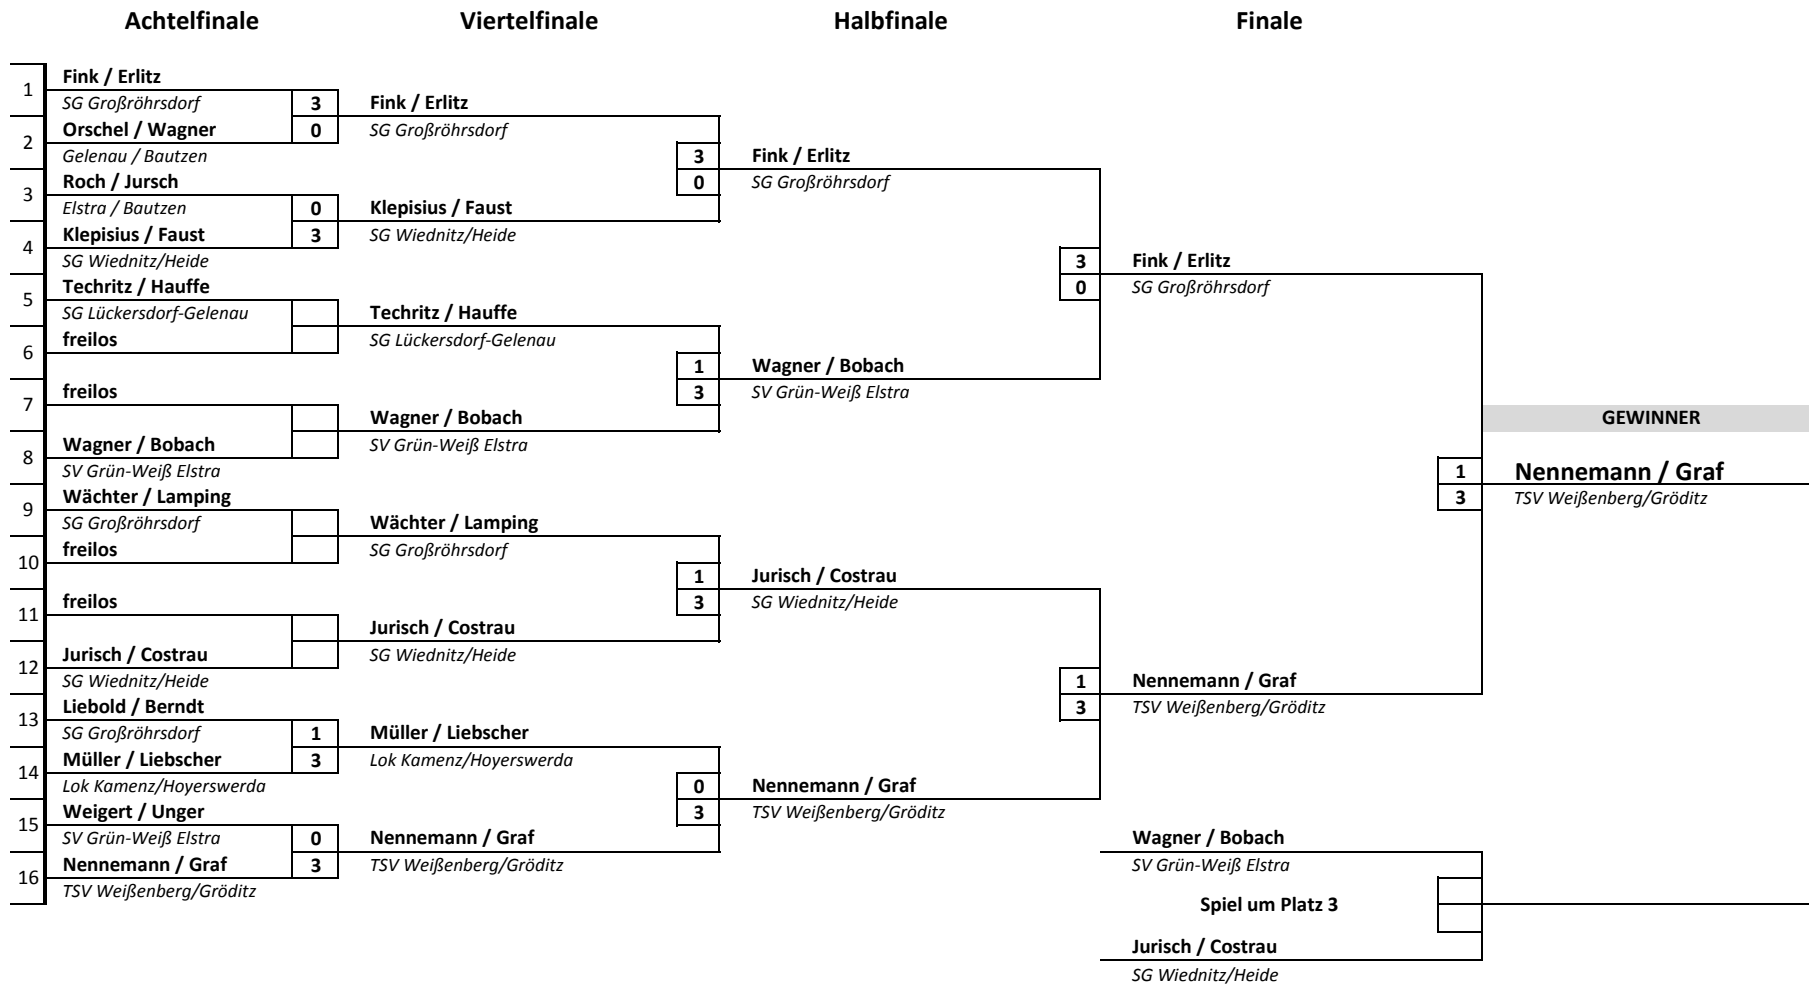 Achtelfinale Viertelfinale Halbfinale Finale
1
Fink / Erlitz
SG Großröhrsdorf 3
2
Orschel / Wagner 0
Gelenau / Bautzen
3
Roch / Jursch
Elstra / Bautzen 0
4
Klepisius / Faust 3
SG Wiednitz/Heide
5
Techritz / Hauffe
SG Lückersdorf-Gelenau
6
freilos
7
freilos
8
Wagner / Bobach
SV Grün-Weiß Elstra
9
Wächter / Lamping
SG Großröhrsdorf
10
freilos
11
freilos
12
Jurisch / Costrau
SG Wiednitz/Heide
13
Liebold / Berndt
SG Großröhrsdorf 1
14
Müller / Liebscher 3
Lok Kamenz/Hoyerswerda
15
Weigert / Unger
SV Grün-Weiß Elstra 0
16
Nennemann / Graf 3
TSV Weißenberg/Gröditz
Fink / Erlitz
SG Großröhrsdorf
3
0
Klepisius / Faust
SG Wiednitz/Heide
Techritz / Hauffe
SG Lückersdorf-Gelenau
1
3
Wagner / Bobach
SV Grün-Weiß Elstra
Wächter / Lamping
SG Großröhrsdorf
1
3
Jurisch / Costrau
SG Wiednitz/Heide
Müller / Liebscher
Lok Kamenz/Hoyerswerda
0
3
Nennemann / Graf
TSV Weißenberg/Gröditz
Fink / Erlitz
SG Großröhrsdorf
3
0
Wagner / Bobach
SV Grün-Weiß Elstra
Jurisch / Costrau
SG Wiednitz/Heide
1
3
Nennemann / Graf
TSV Weißenberg/Gröditz
Fink / Erlitz
SG Großröhrsdorf
1
3
Nennemann / Graf
TSV Weißenberg/Gröditz
GEWINNER
Nennemann / Graf
TSV Weißenberg/Gröditz
Wagner / Bobach
SV Grün-Weiß Elstra
Spiel um Platz 3
Jurisch / Costrau
SG Wiednitz/Heide